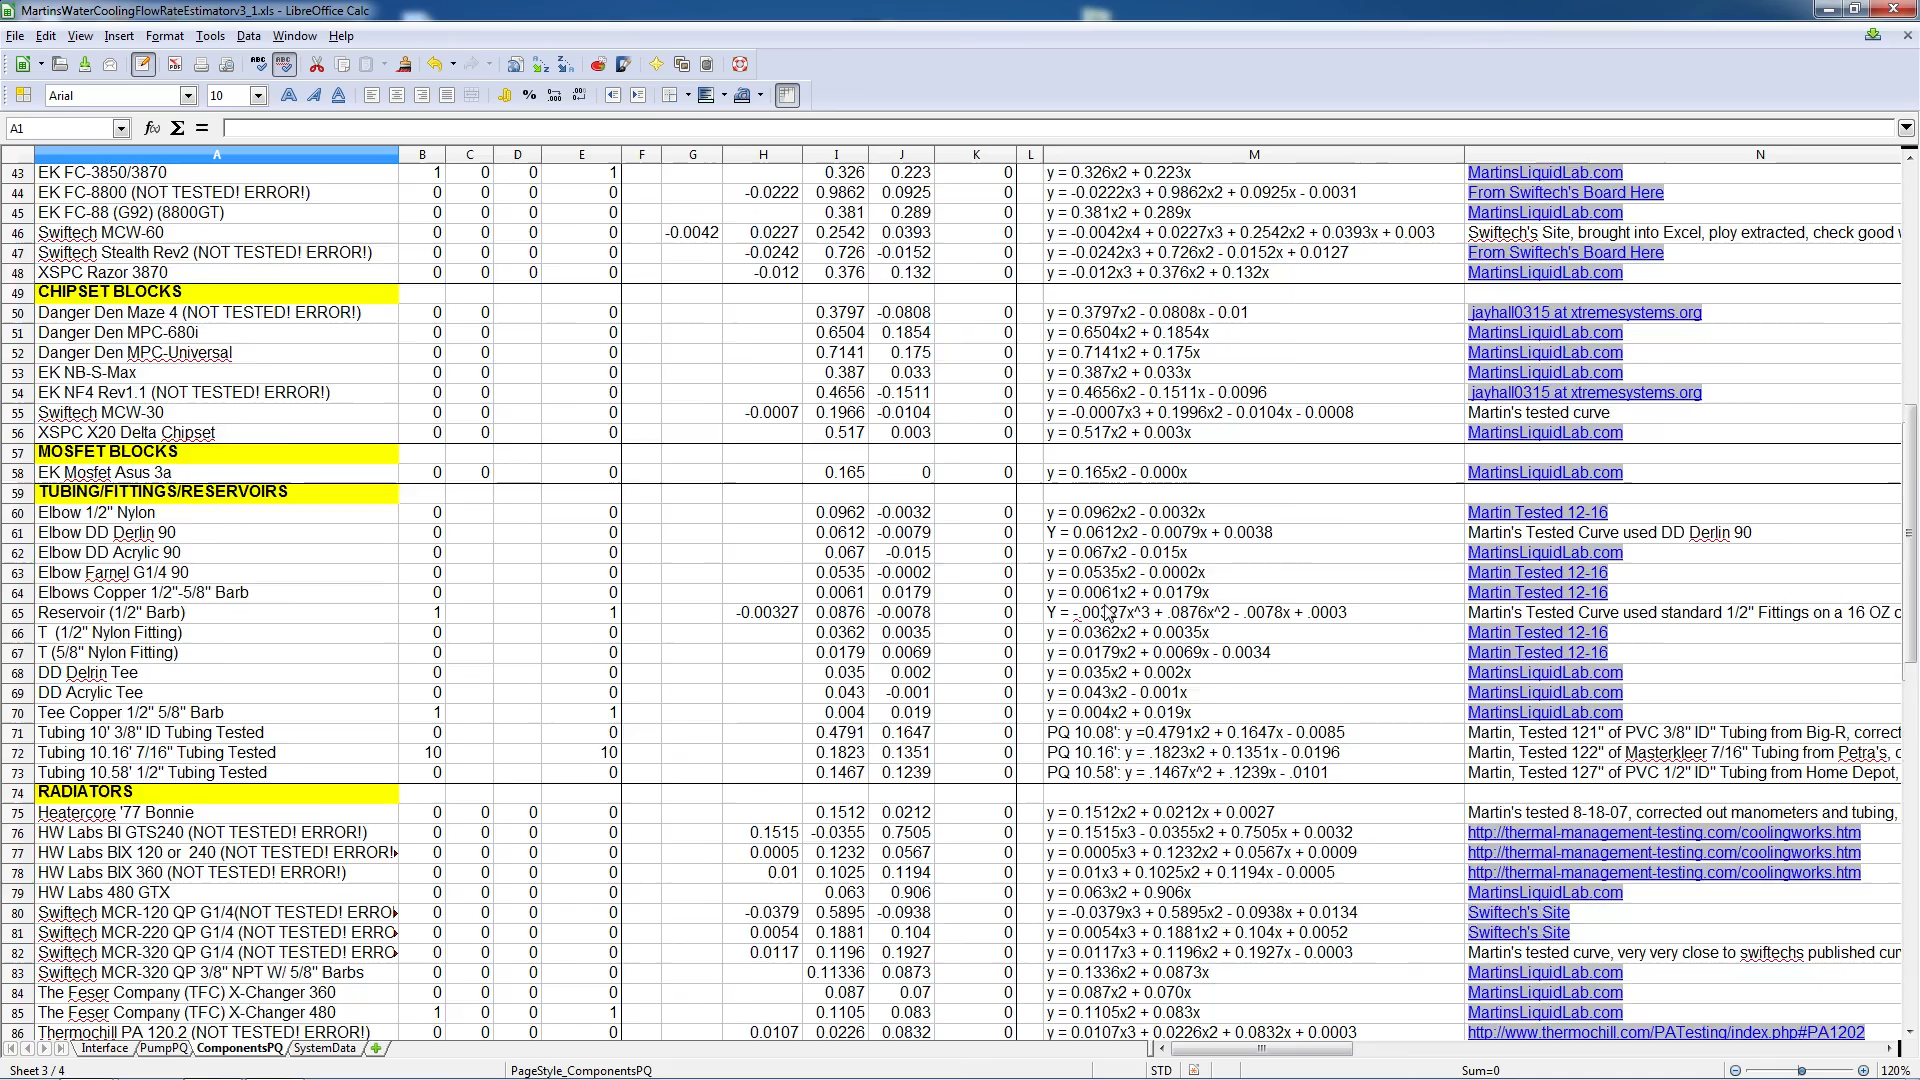 MartinsWaterCoolingFlowRateEstimatorv3_1.xls - LibreOffice Calc
File Edit View Insert Format Tools Data Window Help
Arial 10
A1
A B C D E F G H I J K L M N
43 EK FC-3850/3870 1 0 0 1 0.326 0.223 0 y = 0.326x2 + 0.223x MartinsLiquidLab.com
44 EK FC-8800 (NOT TESTED! ERROR!) 0 0 0 0 -0.0222 0.9862 0.0925 0 y = -0.0222x3 + 0.9862x2 + 0.0925x - 0.0031 From Swiftech's Board Here
45 EK FC-88 (G92) (8800GT) 0 0 0 0 0.381 0.289 0 y = 0.381x2 + 0.289x MartinsLiquidLab.com
46 Swiftech MCW-60 0 0 0 0 -0.0042 0.0227 0.2542 0.0393 0 y = -0.0042x4 + 0.0227x3 + 0.2542x2 + 0.0393x + 0.003 Swiftech's Site, brought into Excel, ploy extracted, check good
47 Swiftech Stealth Rev2 (NOT TESTED! ERROR!) 0 0 0 0 -0.0242 0.726 -0.0152 0 y = -0.0242x3 + 0.726x2 - 0.0152x + 0.0127 From Swiftech's Board Here
48 XSPC Razor 3870 0 0 0 0 -0.012 0.376 0.132 0 y = -0.012x3 + 0.376x2 + 0.132x MartinsLiquidLab.com
49 CHIPSET BLOCKS
50 Danger Den Maze 4 (NOT TESTED! ERROR!) 0 0 0 0.3797 -0.0808 0 y = 0.3797x2 - 0.0808x - 0.01 jayhall0315 at xtremesystems.org
51 Danger Den MPC-680i 0 0 0 0.6504 0.1854 0 y = 0.6504x2 + 0.1854x MartinsLiquidLab.com
52 Danger Den MPC-Universal 0 0 0 0.7141 0.175 0 y = 0.7141x2 + 0.175x MartinsLiquidLab.com
53 EK NB-S-Max 0 0 0 0.387 0.033 0 y = 0.387x2 + 0.033x MartinsLiquidLab.com
54 EK NF4 Rev1.1 (NOT TESTED! ERROR!) 0 0 0 0.4656 -0.1511 0 y = 0.4656x2 - 0.1511x - 0.0096 jayhall0315 at xtremesystems.org
55 Swiftech MCW-30 0 0 0 -0.0007 0.1966 -0.0104 0 y = -0.0007x3 + 0.1996x2 - 0.0104x - 0.0008 Martin's tested curve
56 XSPC X20 Delta Chipset 0 0 0 0.517 0.003 0 y = 0.517x2 + 0.003x MartinsLiquidLab.com
57 MOSFET BLOCKS
58 EK Mosfet Asus 3a 0 0 0 0.165 0 0 y = 0.165x2 - 0.000x MartinsLiquidLab.com
59 TUBING/FITTINGS/RESERVOIRS
60 Elbow 1/2" Nylon 0 0 0.0962 -0.0032 0 y = 0.0962x2 - 0.0032x Martin Tested 12-16
61 Elbow DD Derlin 90 0 0 0.0612 -0.0079 0 Y = 0.0612x2 - 0.0079x + 0.0038 Martin's Tested Curve used DD Derlin 90
62 Elbow DD Acrylic 90 0 0 0.067 -0.015 0 y = 0.067x2 - 0.015x MartinsLiquidLab.com
63 Elbow Farnel G1/4 90 0 0 0.0535 -0.0002 0 y = 0.0535x2 - 0.0002x Martin Tested 12-16
64 Elbows Copper 1/2"-5/8" Barb 0 0 0.0061 0.0179 0 y = 0.0061x2 + 0.0179x Martin Tested 12-16
65 Reservoir (1/2" Barb) 1 1 -0.00327 0.0876 -0.0078 0 Y = -.00327x^3 + .0876x^2 - .0078x + .0003 Martin's Tested Curve used standard 1/2" Fittings on a 16 OZ
66 T (1/2" Nylon Fitting) 0 0 0.0362 0.0035 0 y = 0.0362x2 + 0.0035x Martin Tested 12-16
67 T (5/8" Nylon Fitting) 0 0 0.0179 0.0069 0 y = 0.0179x2 + 0.0069x - 0.0034 Martin Tested 12-16
68 DD Delrin Tee 0 0 0.035 0.002 0 y = 0.035x2 + 0.002x MartinsLiquidLab.com
69 DD Acrylic Tee 0 0 0.043 -0.001 0 y = 0.043x2 - 0.001x MartinsLiquidLab.com
70 Tee Copper 1/2" 5/8" Barb 1 1 0.004 0.019 0 y = 0.004x2 + 0.019x MartinsLiquidLab.com
71 Tubing 10' 3/8" ID Tubing Tested 0 0 0.4791 0.1647 0 PQ 10.08': y =0.4791x2 + 0.1647x - 0.0085 Martin, Tested 121" of PVC 3/8" ID" Tubing from Big-R, correct
72 Tubing 10.16' 7/16" Tubing Tested 10 10 0.1823 0.1351 0 PQ 10.16': y = .1823x2 + 0.1351x - 0.0196 Martin, Tested 122" of Masterkleer 7/16" Tubing from Petra's,
73 Tubing 10.58' 1/2" Tubing Tested 0 0 0.1467 0.1239 0 PQ 10.58': y = .1467x^2 + .1239x - .0101 Martin, Tested 127" of PVC 1/2" ID" Tubing from Home Depot,
74 RADIATORS
75 Heatercore '77 Bonnie 0 0 0 0 0.1512 0.0212 0 y = 0.1512x2 + 0.0212x + 0.0027 Martin's tested 8-18-07, corrected out manometers and tubing,
76 HW Labs BI GTS240 (NOT TESTED! ERROR!) 0 0 0 0 0.1515 -0.0355 0.7505 0 y = 0.1515x3 - 0.0355x2 + 0.7505x + 0.0032 http://thermal-management-testing.com/coolingworks.htm
77 HW Labs BIX 120 or 240 (NOT TESTED! ERROR! 0 0 0 0 0.0005 0.1232 0.0567 0 y = 0.0005x3 + 0.1232x2 + 0.0567x + 0.0009 http://thermal-management-testing.com/coolingworks.htm
78 HW Labs BIX 360 (NOT TESTED! ERROR!) 0 0 0 0 0.01 0.1025 0.1194 0 y = 0.01x3 + 0.1025x2 + 0.1194x - 0.0005 http://thermal-management-testing.com/coolingworks.htm
79 HW Labs 480 GTX 0 0 0 0 0.063 0.906 0 y = 0.063x2 + 0.906x MartinsLiquidLab.com
80 Swiftech MCR-120 QP G1/4(NOT TESTED! ERRO 0 0 0 0 -0.0379 0.5895 -0.0938 0 y = -0.0379x3 + 0.5895x2 - 0.0938x + 0.0134 Swiftech's Site
81 Swiftech MCR-220 QP G1/4 (NOT TESTED! ERRO 0 0 0 0 0.0054 0.1881 0.104 0 y = 0.0054x3 + 0.1881x2 + 0.104x + 0.0052 Swiftech's Site
82 Swiftech MCR-320 QP G1/4 (NOT TESTED! ERRO 0 0 0 0 0.0117 0.1196 0.1927 0 y = 0.0117x3 + 0.1196x2 + 0.1927x - 0.0003 Martin's tested curve, very very close to swiftechs published cur
83 Swiftech MCR-320 QP 3/8" NPT W/ 5/8" Barbs 0 0 0 0 0.11336 0.0873 0 y = 0.1336x2 + 0.0873x MartinsLiquidLab.com
84 The Feser Company (TFC) X-Changer 360 0 0 0 0 0.087 0.07 0 y = 0.087x2 + 0.070x MartinsLiquidLab.com
85 The Feser Company (TFC) X-Changer 480 1 0 0 1 0.1105 0.083 0 y = 0.1105x2 + 0.083x MartinsLiquidLab.com
86 Thermochill PA 120.2 (NOT TESTED! ERROR!) 0 0 0 0 0.0107 0.0226 0.0832 0 y = 0.0107x3 + 0.0226x2 + 0.0832x + 0.0003 http://www.thermochill.com/PATesting/index.php#PA1202
Interface PumpPQ ComponentsPQ SystemData
Sheet 3 / 4 PageStyle_ComponentsPQ STD Sum=0 120%